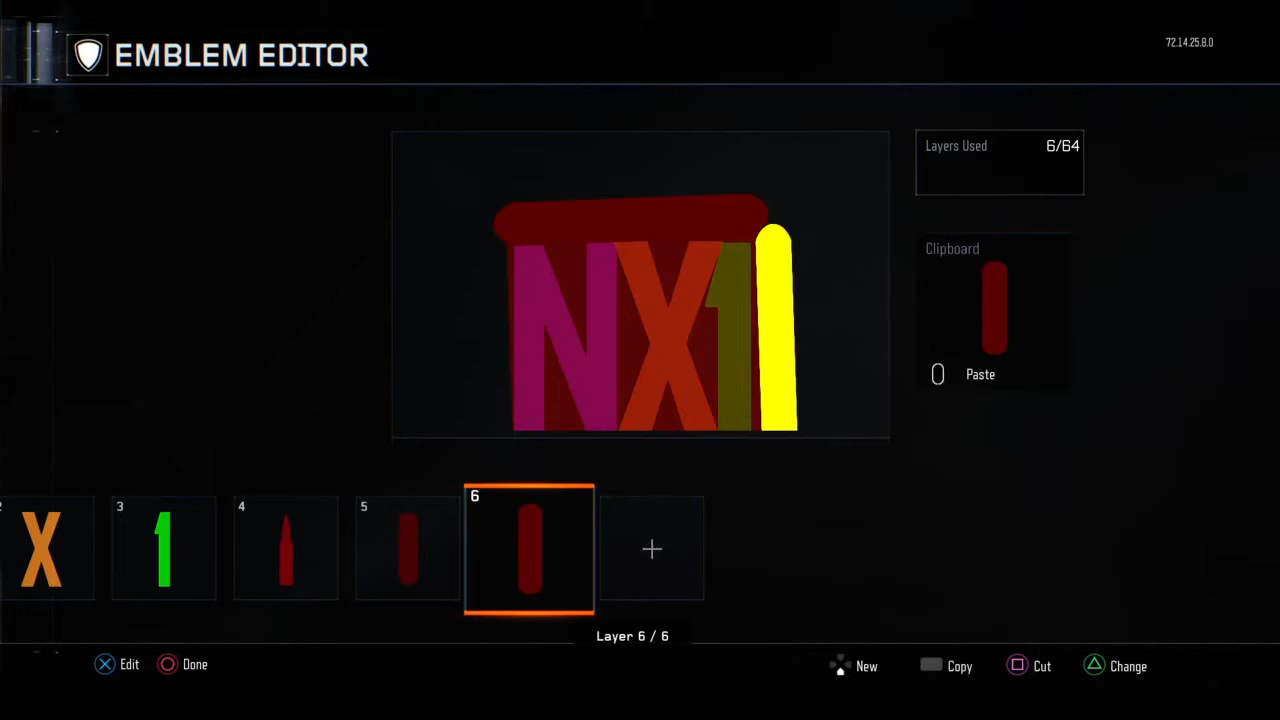 EMBLEM EDITOR
72.14.25.8.0
Layers Used 6/64
NX1
Clipboard
Paste
X
3
1
4
5
6
Layer 6 / 6
Edit
Done
New
Copy
Cut
Change